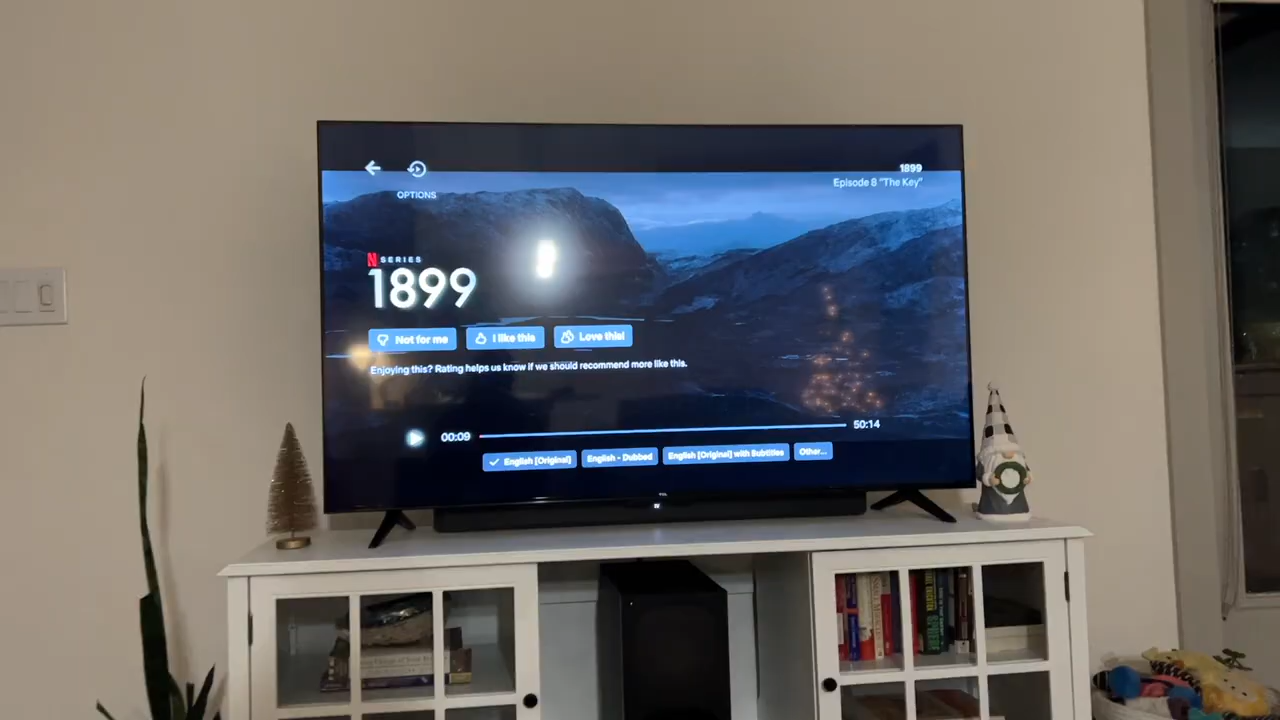 1899
Episode 8 "The Key"
OPTIONS
N SERIES
1899
Not for me
I like this
Love this!
Enjoying this? Rating helps us know if we should recommend more like this.
00:09
50:14
English [Original]
English - Dubbed
English [Original] with Subtitles
Other...
TCL